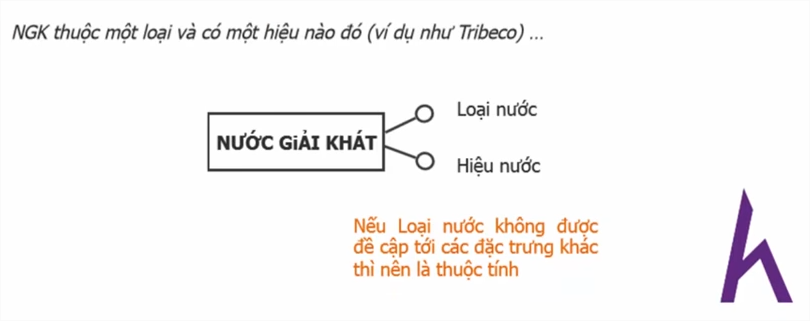 NGK thuộc một loại và có một hiệu nào đó (ví dụ như Tribeco) ...
Loại nước
NƯỚC GiẢI KHÁT
Hiệu nước
Nếu Loại nước không được
đề cập tới các đặc trưng khác
thì nên là thuộc tính